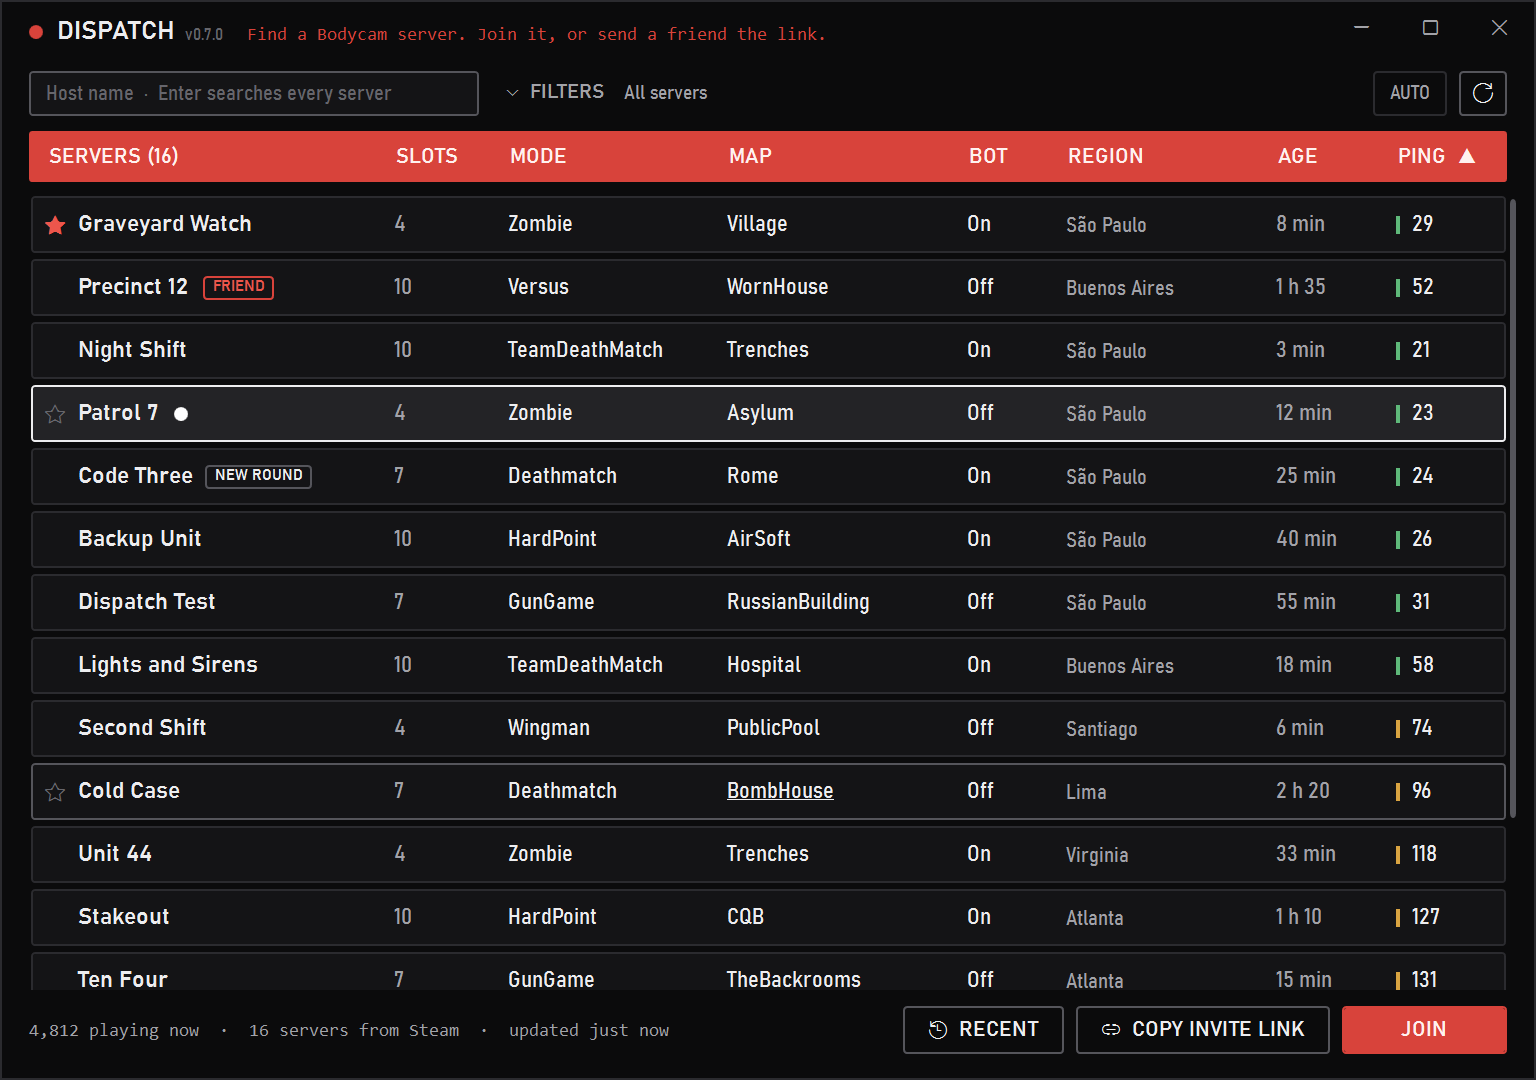 DISPATCH v0.7.0 Find a Bodycam server. Join it, or send a friend the link.
Host name · Enter searches every server FILTERS All servers AUTO
SERVERS (16) SLOTS MODE MAP BOT REGION AGE PING ▲
Graveyard Watch 4 Zombie Village On São Paulo 8 min 29
Precinct 12 FRIEND 10 Versus WornHouse Off Buenos Aires 1 h 35 52
Night Shift 10 TeamDeathMatch Trenches On São Paulo 3 min 21
Patrol 7 4 Zombie Asylum Off São Paulo 12 min 23
Code Three NEW ROUND 7 Deathmatch Rome On São Paulo 25 min 24
Backup Unit 10 HardPoint AirSoft On São Paulo 40 min 26
Dispatch Test 7 GunGame RussianBuilding Off São Paulo 55 min 31
Lights and Sirens 10 TeamDeathMatch Hospital On Buenos Aires 18 min 58
Second Shift 4 Wingman PublicPool Off Santiago 6 min 74
Cold Case 7 Deathmatch BombHouse Off Lima 2 h 20 96
Unit 44 4 Zombie Trenches On Virginia 33 min 118
Stakeout 10 HardPoint CQB On Atlanta 1 h 10 127
Ten Four 7 GunGame TheBackrooms Off Atlanta 15 min 131
4,812 playing now · 16 servers from Steam · updated just now RECENT COPY INVITE LINK JOIN